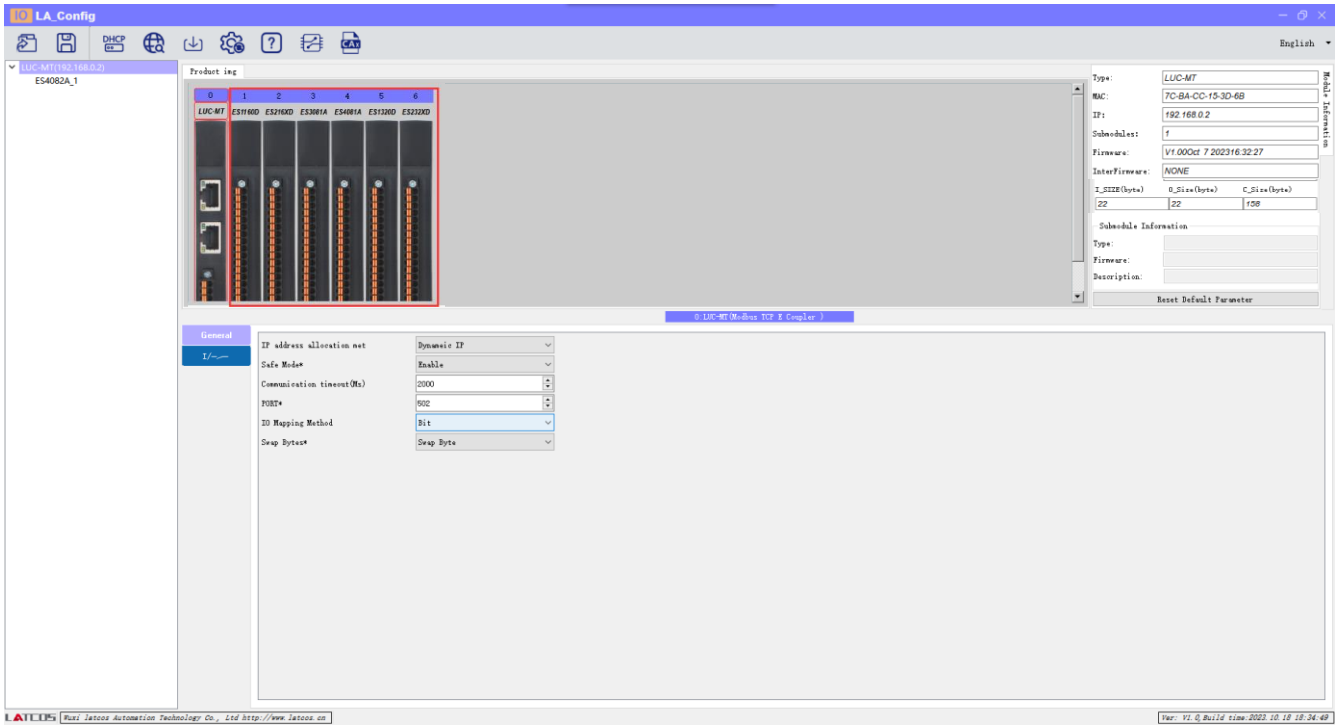 IO LA_Config
DHCP
CAT
English
LUC-MT(192.168.0.2)
ES4082A_1
Product img
0 1 2 3 4 5 6
LUC-MT ES1160D ES216XD ES3081A ES4081A ES1320D ES232XD
Type: LUC-MT
MAC: 7C-BA-CC-15-3D-6B
IP: 192.168.0.2
Submodules: 1
Firmware: V1.00Oct 7 202316:32:27
InterFirmware: NONE
I_SIZE(byte) O_Size(byte) C_Size(byte)
22 22 158
Submodule Information
Type:
Firmware:
Description:
Reset Default Parameter
Module Information
0:LUC-MT(Modbus TCP E Coupler )
General
I/
IP address allocation met Dynameic IP
Safe Mode* Enable
Communication timeout(Ms) 2000
PORT* 502
IO Mapping Method Bit
Swap Bytes* Swap Byte
LATCOS Wuxi latcos Automation Technology Co., Ltd http://www.latcos.cn
Ver: V1.0,Build time:2023.10.18 18:34:49